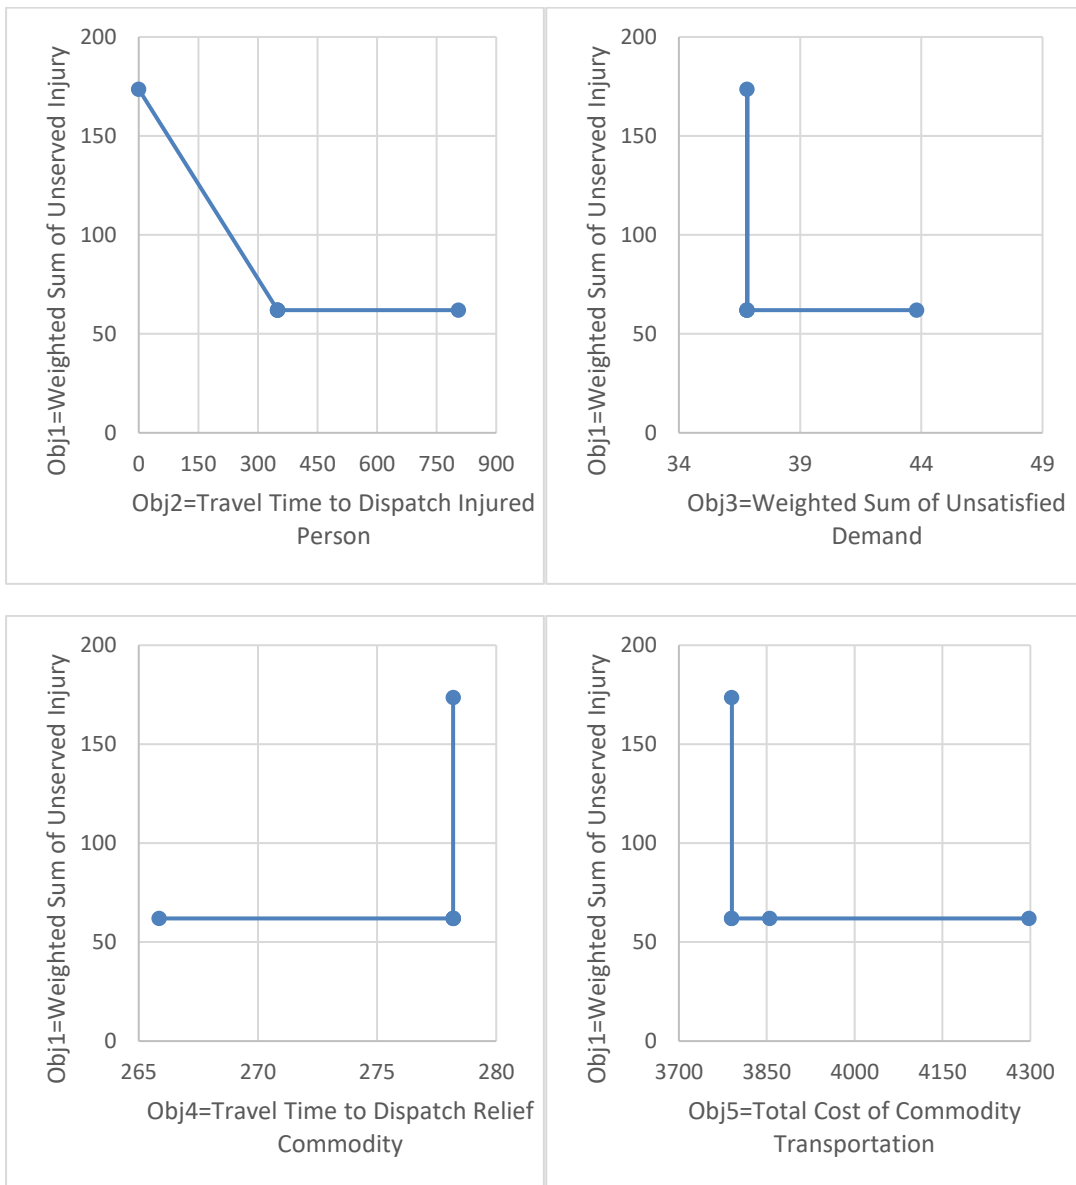 Obj1=Weighted Sum of Unserved Injury
200
150
100
50
0
0 150 300 450 600 750 900
Obj2=Travel Time to Dispatch Injured
Person
Obj1=Weighted Sum of Unserved Injury
200
150
100
50
0
34 39 44 49
Obj3=Weighted Sum of Unsatisfied
Demand
Obj1=Weighted Sum of Unserved Injury
200
150
100
50
0
265 270 275 280
Obj4=Travel Time to Dispatch Relief
Commodity
Obj1=Weighted Sum of Unserved Injury
200
150
100
50
0
3700 3850 4000 4150 4300
Obj5=Total Cost of Commodity
Transportation